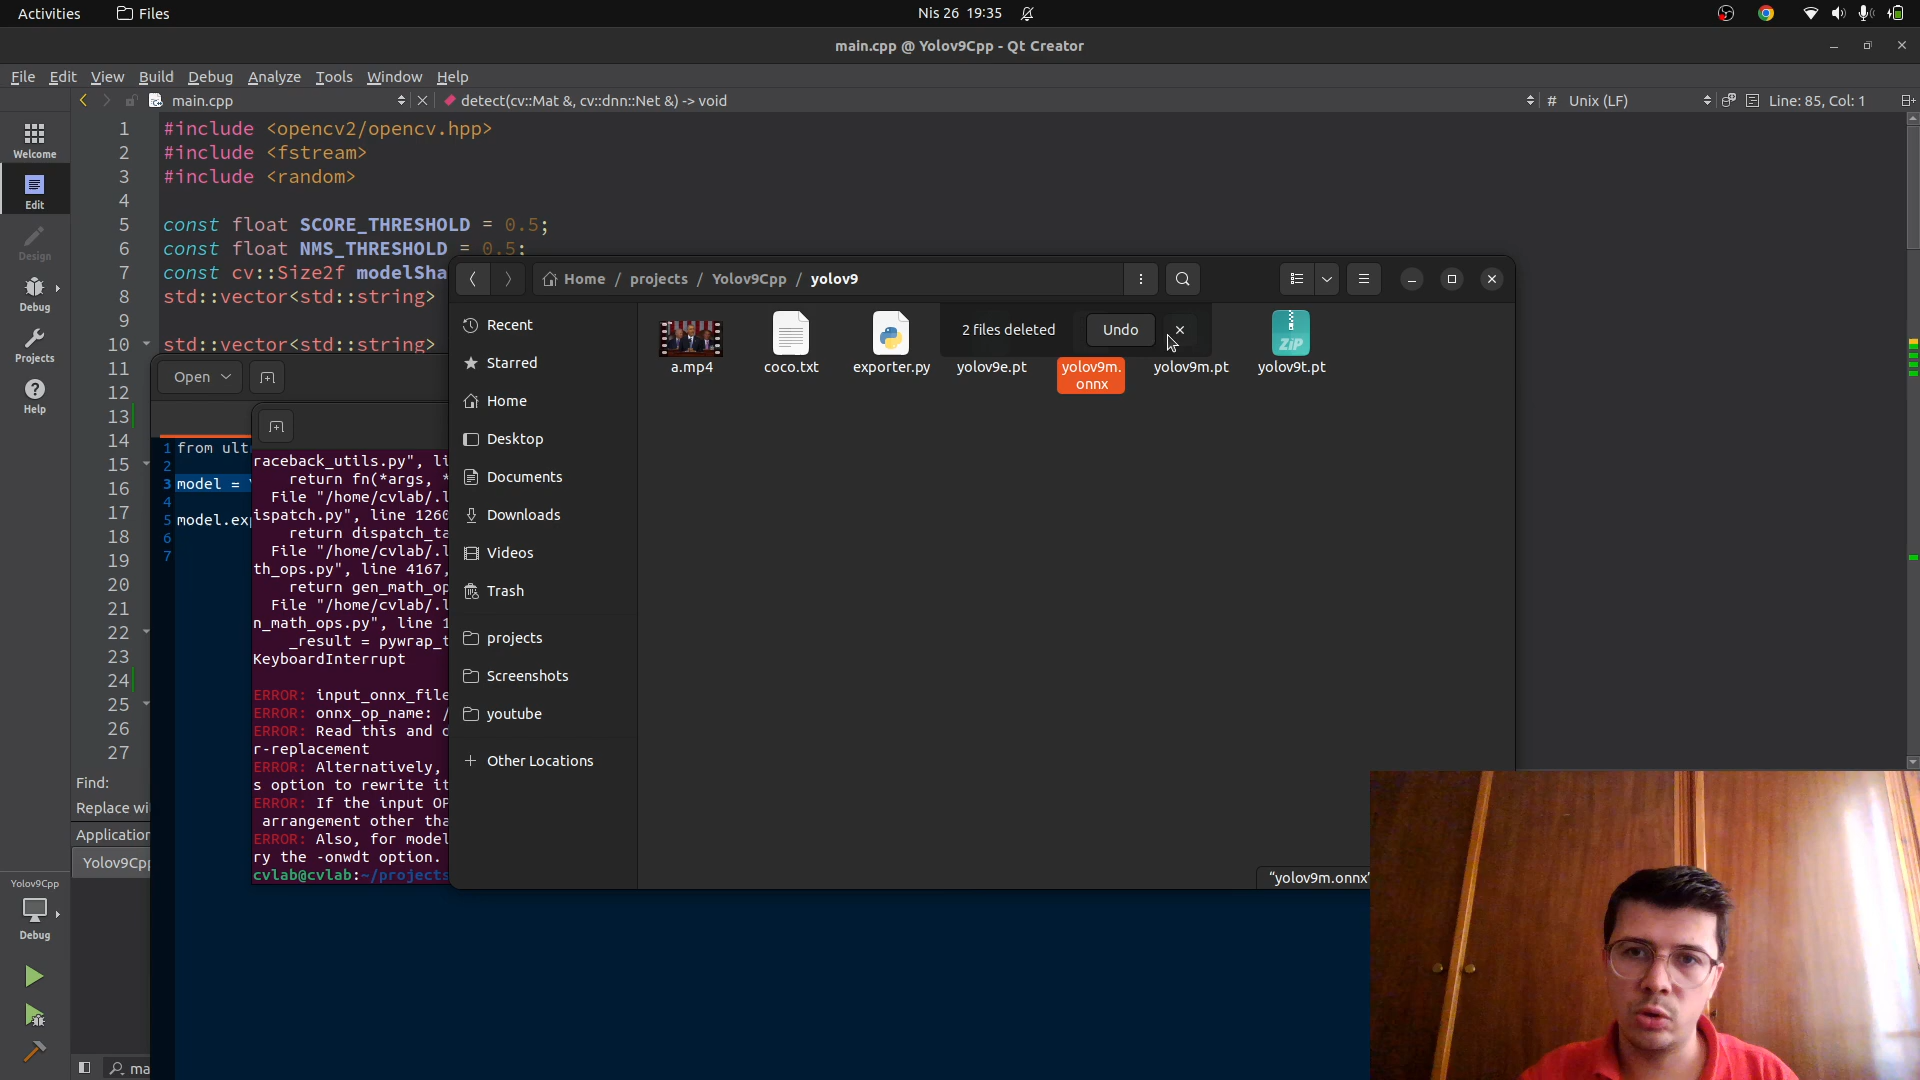 Activities
Files
Nis 26 19:35
main.cpp @ Yolov9Cpp - Qt Creator
File Edit View Build Debug Analyze Tools Window Help
main.cpp
detect(cv::Mat &, cv::dnn::Net &) -> void
# Unix (LF)
Line: 85, Col: 1
Welcome
Edit
Design
Debug
Projects
Help
1 #include <opencv2/opencv.hpp>
2 #include <fstream>
3 #include <random>
4
5 const float SCORE_THRESHOLD = 0.5;
6 const float NMS_THRESHOLD = 0.5;
7 const cv::Size2f modelSha
8 std::vector<std::string>
9
10 std::vector<std::string>
11
12
13
14
15
16
17
18
19
20
21
22
23
24
25
26
27
Find:
Replace wi
Application
Yolov9Cpp
Yolov9Cpp
Debug
ma
Open
1 from ult
2
3 model =
4
5 model.exp
6
7
raceback_utils.py", li
return fn(*args, *
File "/home/cvlab/.l
ispatch.py", line 1260
return dispatch_ta
File "/home/cvlab/.l
th_ops.py", line 4167,
return gen_math_op
File "/home/cvlab/.l
n_math_ops.py", line 1
_result = pywrap_t
KeyboardInterrupt
ERROR: input_onnx_file
ERROR: onnx_op_name: /
ERROR: Read this and d
r-replacement
ERROR: Alternatively,
s option to rewrite it
ERROR: If the input OP
arrangement other tha
ERROR: Also, for model
ry the -onwdt option.
cvlab@cvlab:~/projects
Home / projects / Yolov9Cpp / yolov9
Recent
Starred
Home
Desktop
Documents
Downloads
Videos
Trash
projects
Screenshots
youtube
+ Other Locations
2 files deleted
Undo
a.mp4
coco.txt
exporter.py
yolov9e.pt
yolov9m.
onnx
yolov9m.pt
ZIP
yolov9t.pt
“yolov9m.onnx”